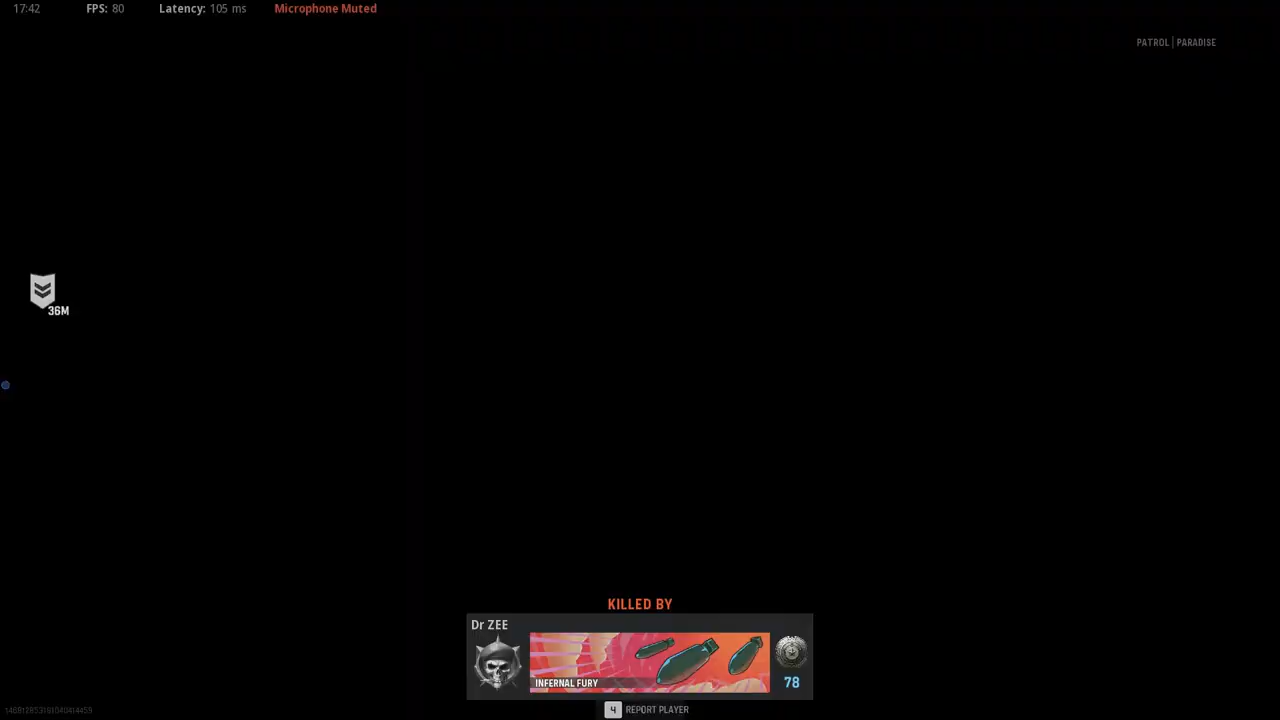 17:42 FPS: 80 Latency: 105 ms Microphone Muted
PATROL | PARADISE
36M
KILLED BY
Dr ZEE
INFERNAL FURY
78
4 REPORT PLAYER